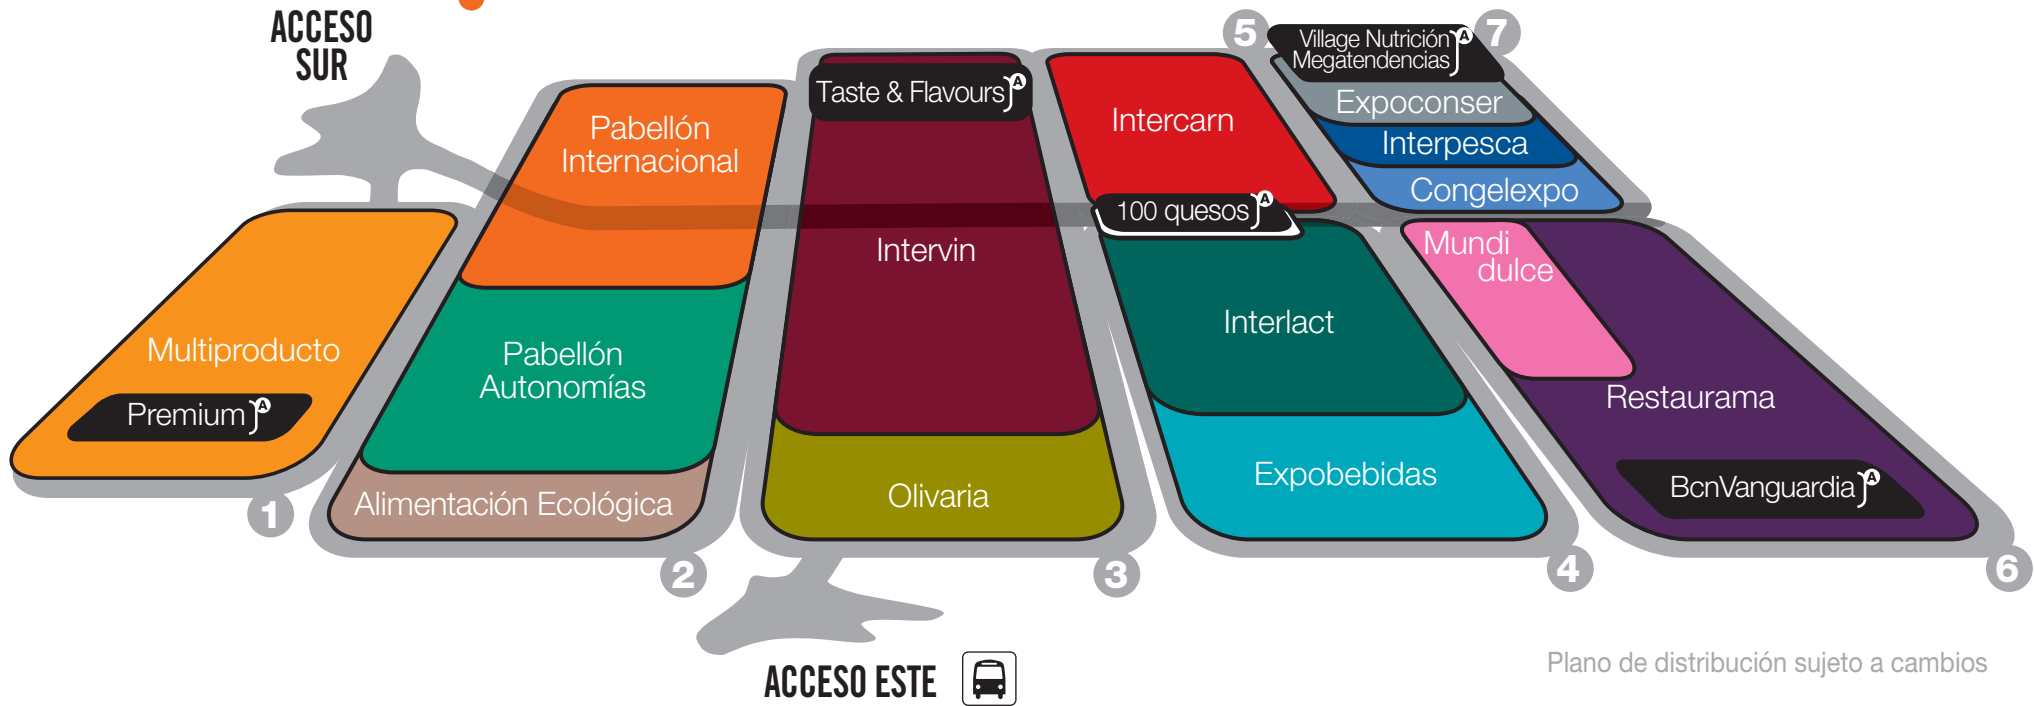 ACCESO
SUR
5
Village Nutrición A
Megatendencias
7
Taste & Flavours A
Expoconser
Intercarn
Pabellón
Internacional
Interpesca
Congelexpo
100 quesos A
Mundi
dulce
Intervin
Interlact
Multiproducto
Pabellón
Autonomías
Restaurama
Premium A
Expobebidas
BcnVanguardia A
Olivaria
Alimentación Ecológica
1
2
3
4
6
ACCESO ESTE
Plano de distribución sujeto a cambios